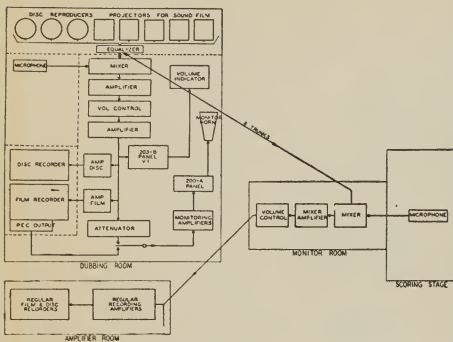 DISC REPRODUCERS
PROJECTORS FOR SOUND FILM
EQUALIZER
MICROPHONE
MIXER
VOLUME
INDICATOR
AMPLIFIER
VOL CONTROL
AMPLIFIER
MONITOR
HORN
8 TRUNKS
DISC RECORDER
AMP
DISC
203-B
PANEL
V I
FILM RECORDER
AMP
FILM
200-A
PANEL
PEC OUTPUT
ATTENUATOR
MONITORING
AMPLIFIERS
DUBBING ROOM
VOLUME
CONTROL
MIXER
AMPLIFIER
MIXER
MICROPHONE
MONITOR ROOM
SCORING STAGE
REGULAR
FILM & DISC
RECORDERS
REGULAR
RECORDING
AMPLIFIERS
AMPLIFIER ROOM